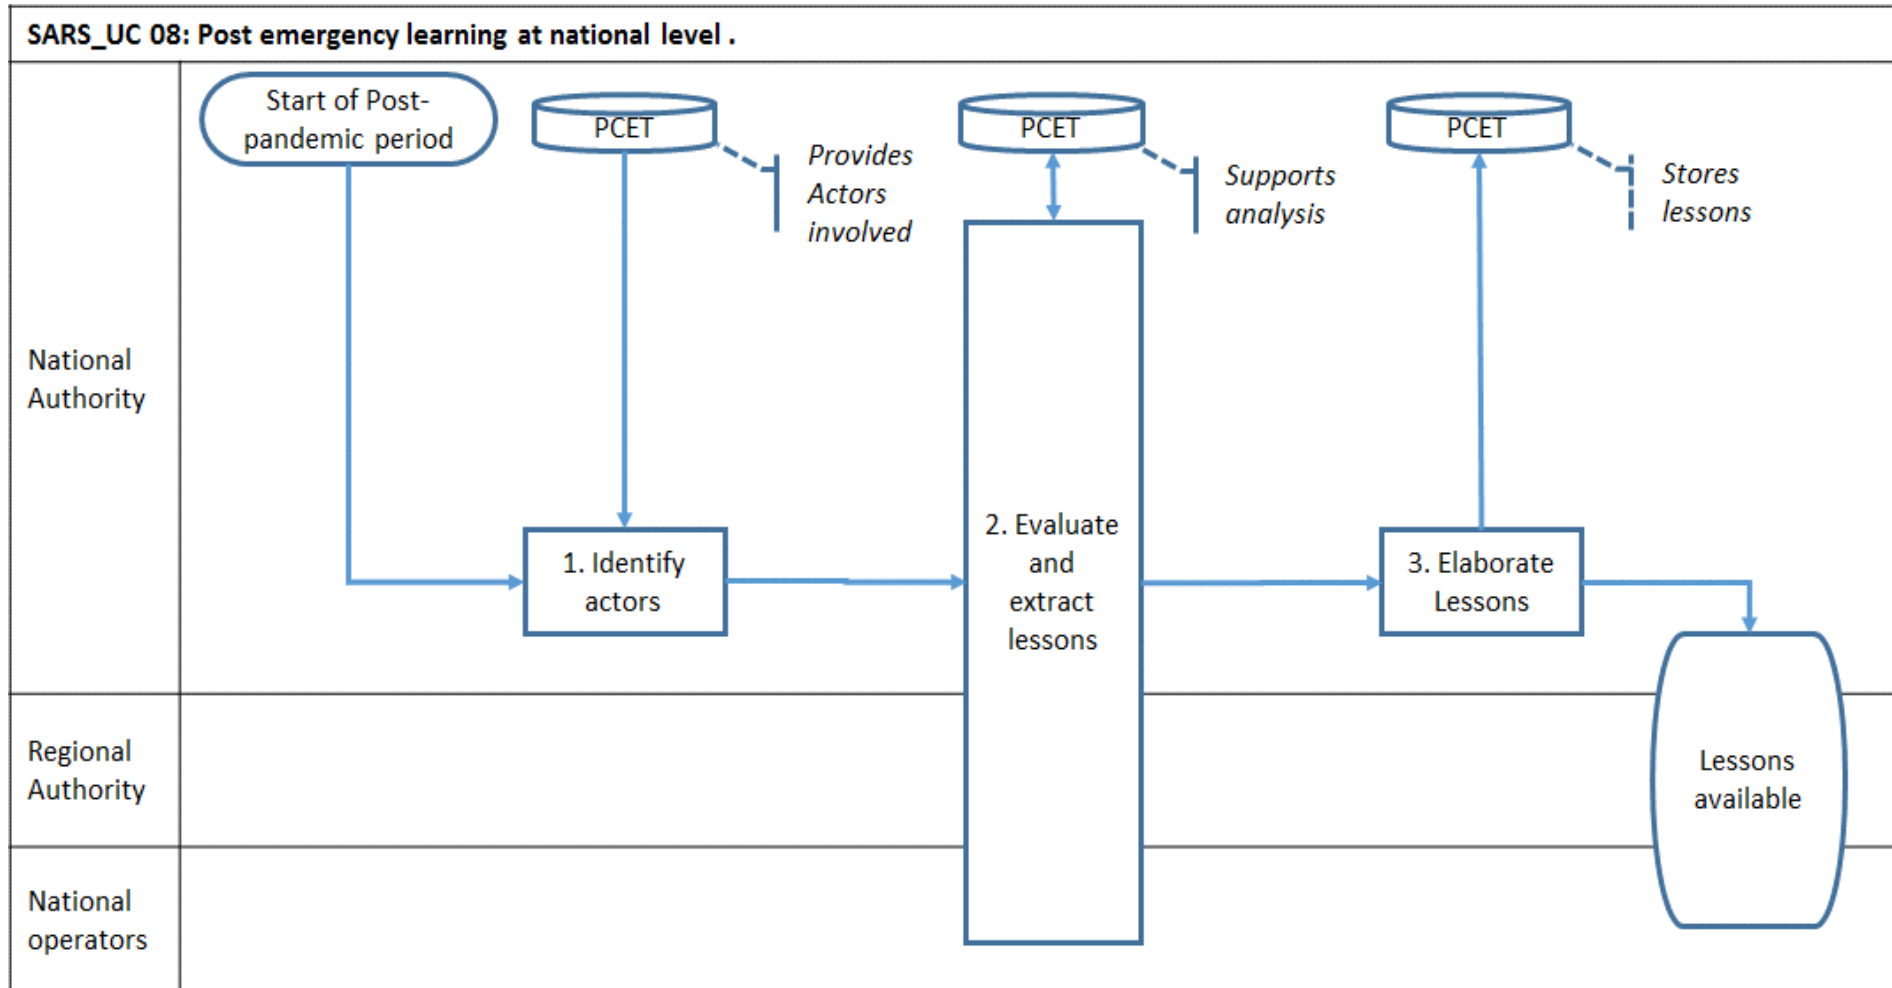 SARS_UC 08: Post emergency learning at national level .
Start of Post-
pandemic period
PCET
Provides
Actors
involved
PCET
Supports
analysis
PCET
Stores
lessons
National
Authority
1. Identify
actors
2. Evaluate
and
extract
lessons
3. Elaborate
Lessons
Regional
Authority
Lessons
available
National
operators